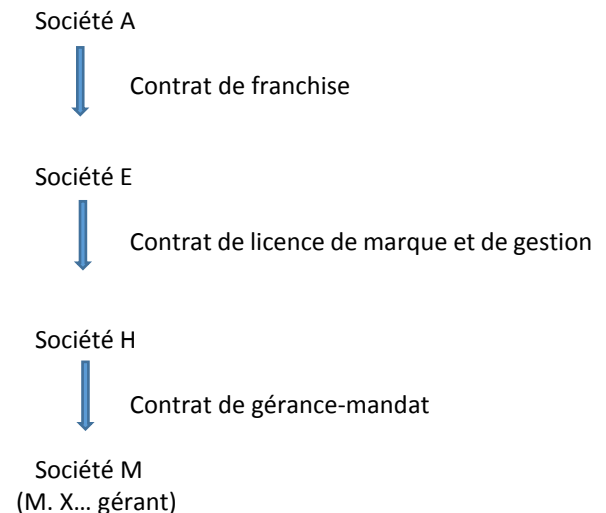 Société A
Contrat de franchise
Société E
Contrat de licence de marque et de gestion
Société H
Contrat de gérance-mandat
Société M
(M. X… gérant)